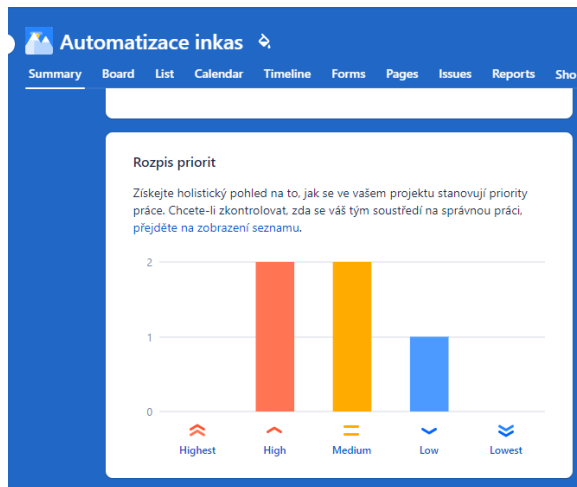 Automatizace inkas
Summary Board List Calendar Timeline Forms Pages Issues Reports Sho
Rozpis priorit
Získejte holistický pohled na to, jak se ve vašem projektu stanovují priority
práce. Chcete-li zkontrolovat, zda se váš tým soustředí na správnou práci,
přejděte na zobrazení seznamu.
2
1
0
Highest High Medium Low Lowest